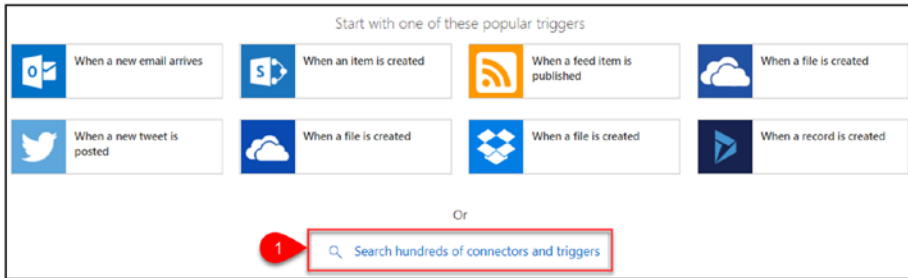 Start with one of these popular triggers
When a new email arrives
When an item is created
When a feed item is
published
When a file is created
When a new tweet is
posted
When a file is created
When a file is created
When a record is created
Or
1
Search hundreds of connectors and triggers